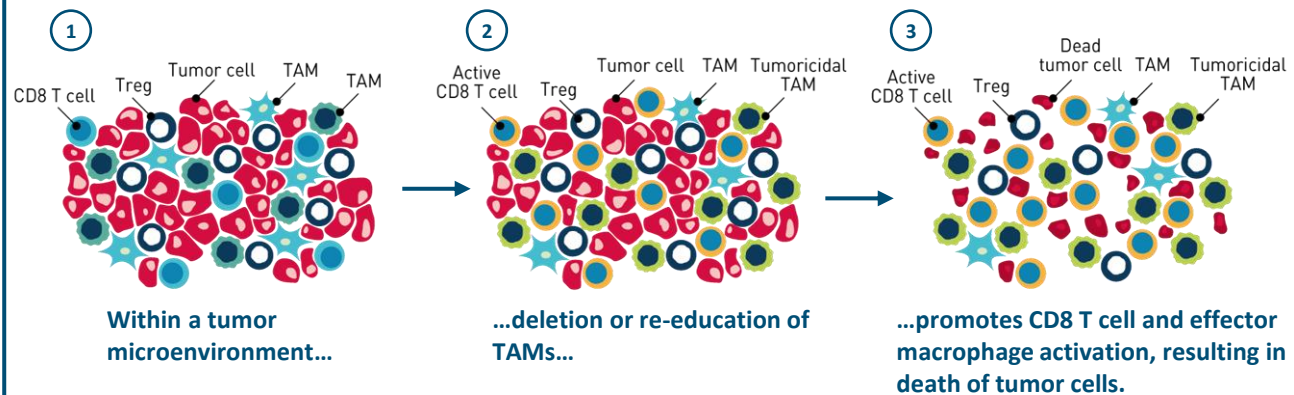 1
CD8 T cell
Treg
Tumor cell
TAM
TAM
Within a tumor
microenvironment...
2
Active
CD8 T cell
Treg
Tumor cell
TAM
Tumoricidal
TAM
...deletion or re-education of
TAMs...
3
Active
CD8 T cell
Treg
Dead
tumor cell
TAM
Tumoricidal
TAM
...promotes CD8 T cell and effector
macrophage activation, resulting in
death of tumor cells.